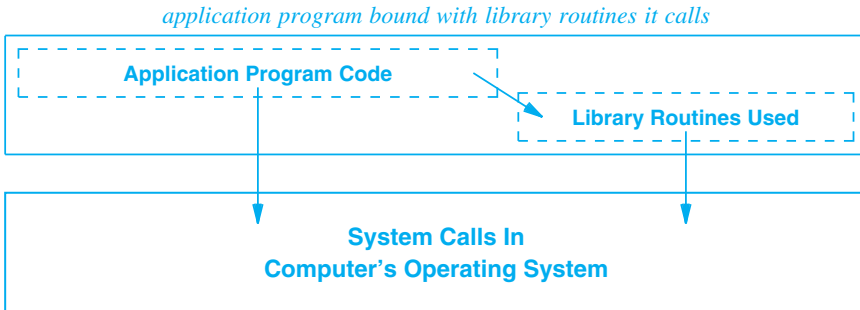 application program bound with library routines it calls
Application Program Code
Library Routines Used
System Calls In
Computer’s Operating System